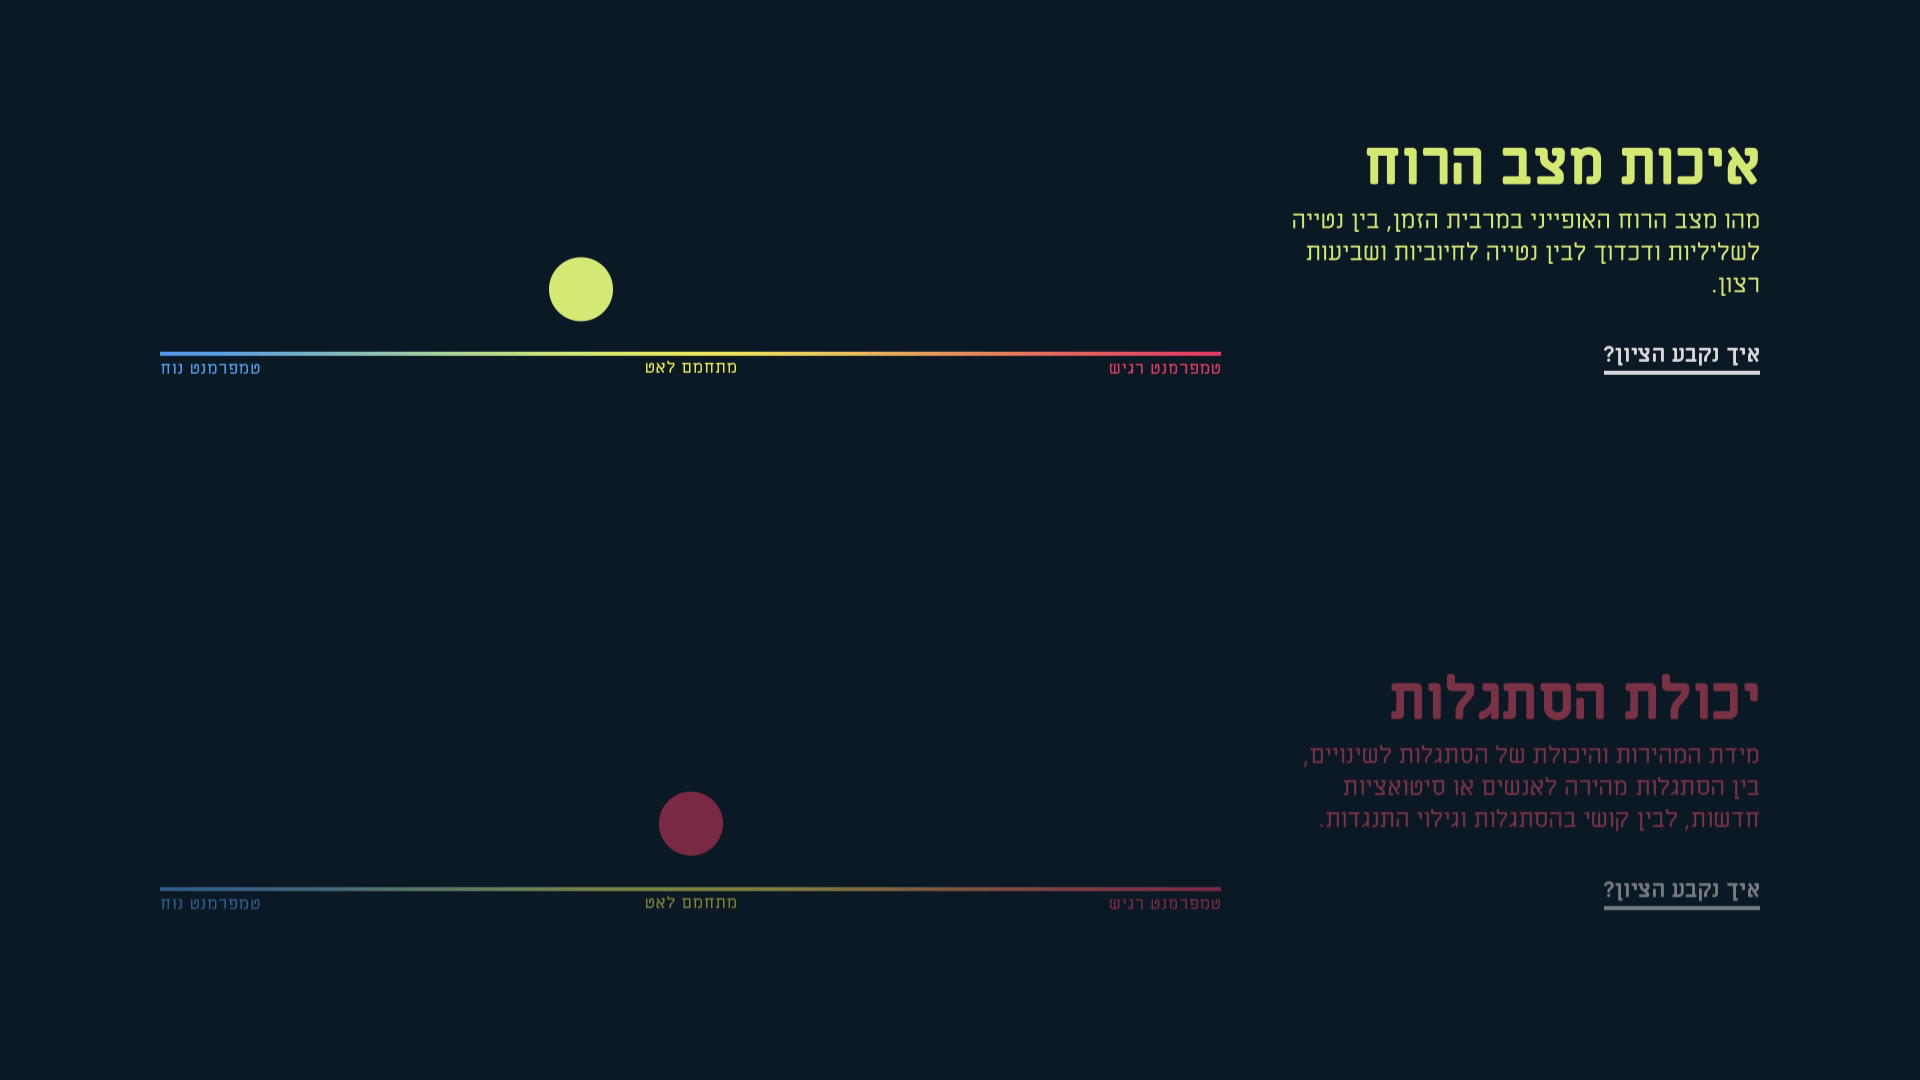 איכות מצב הרוח
מהו מצב הרוח האופייני במרבית הזמן, בין נטייה
לשליליות ודכדוך לבין נטייה לחיוביות ושביעות
רצון.
איך נקבע הציון?
טמפרמנט רגיש
מתחמם לאט
טמפרמנט נוח
יכולת הסתגלות
מידת המהירות והיכולת של הסתגלות לשינויים,
בין הסתגלות מהירה לאנשים או סיטואציות
חדשות, לבין קושי בהסתגלות וגילוי התנגדות.
איך נקבע הציון?
טמפרמנט רגיש
מתחמם לאט
טמפרמנט נוח